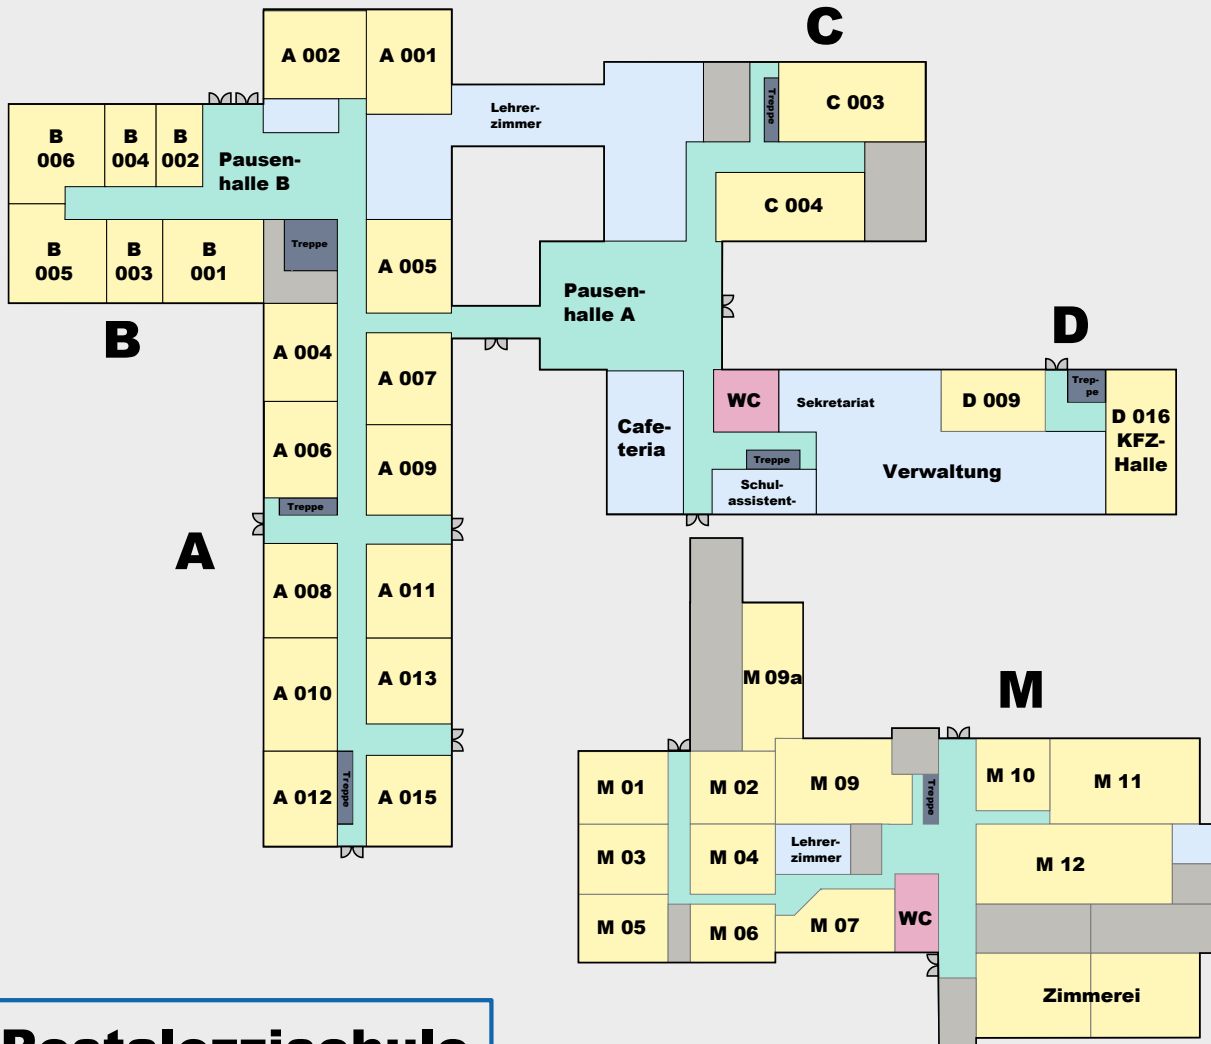 C
A 002
A 001
Lehrer-
zimmer
Treppe
C 003
B
006
B
004
B
002
Pausen-
halle B
C 004
B
005
B
003
B
001
Treppe
A 005
Pausen-
halle A
B
D
A 004
A 007
WC
Sekretariat
D 009
Trep-
pe
D 016
KFZ-
Halle
Cafe-
teria
A 006
A 009
Treppe
Verwaltung
Schul-
assistent-
Treppe
A
A 008
A 011
A 010
A 013
M 09a
M
A 012
Treppe
A 015
M 01
M 02
M 09
Treppe
M 10
M 11
M 03
M 04
Lehrer-
zimmer
M 12
M 05
M 06
M 07
WC
Zimmerei